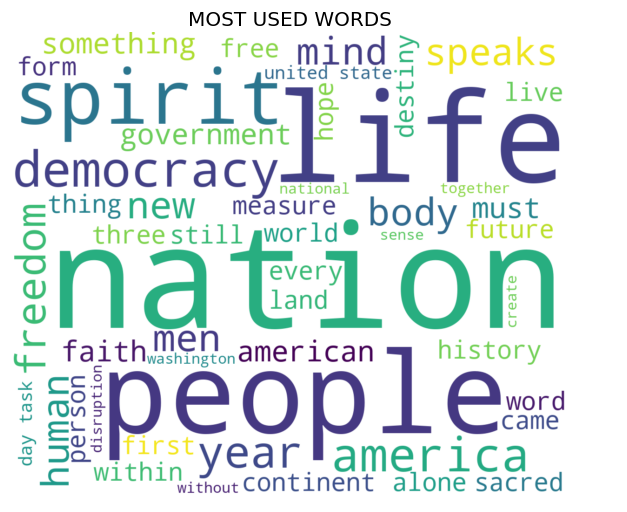 MOST USED WORDS
something
free
mind
speaks
form
united state
destiny
hope
live
spirit
life
government
democracy
national
together
thing
new
measure
body
must
freedom
three
still
world
sense
future
nation
every
land
create
men
faith
washington
american
history
people
day task
human
person
disruption
word
came
first
year
america
within
without
continent
alone
sacred